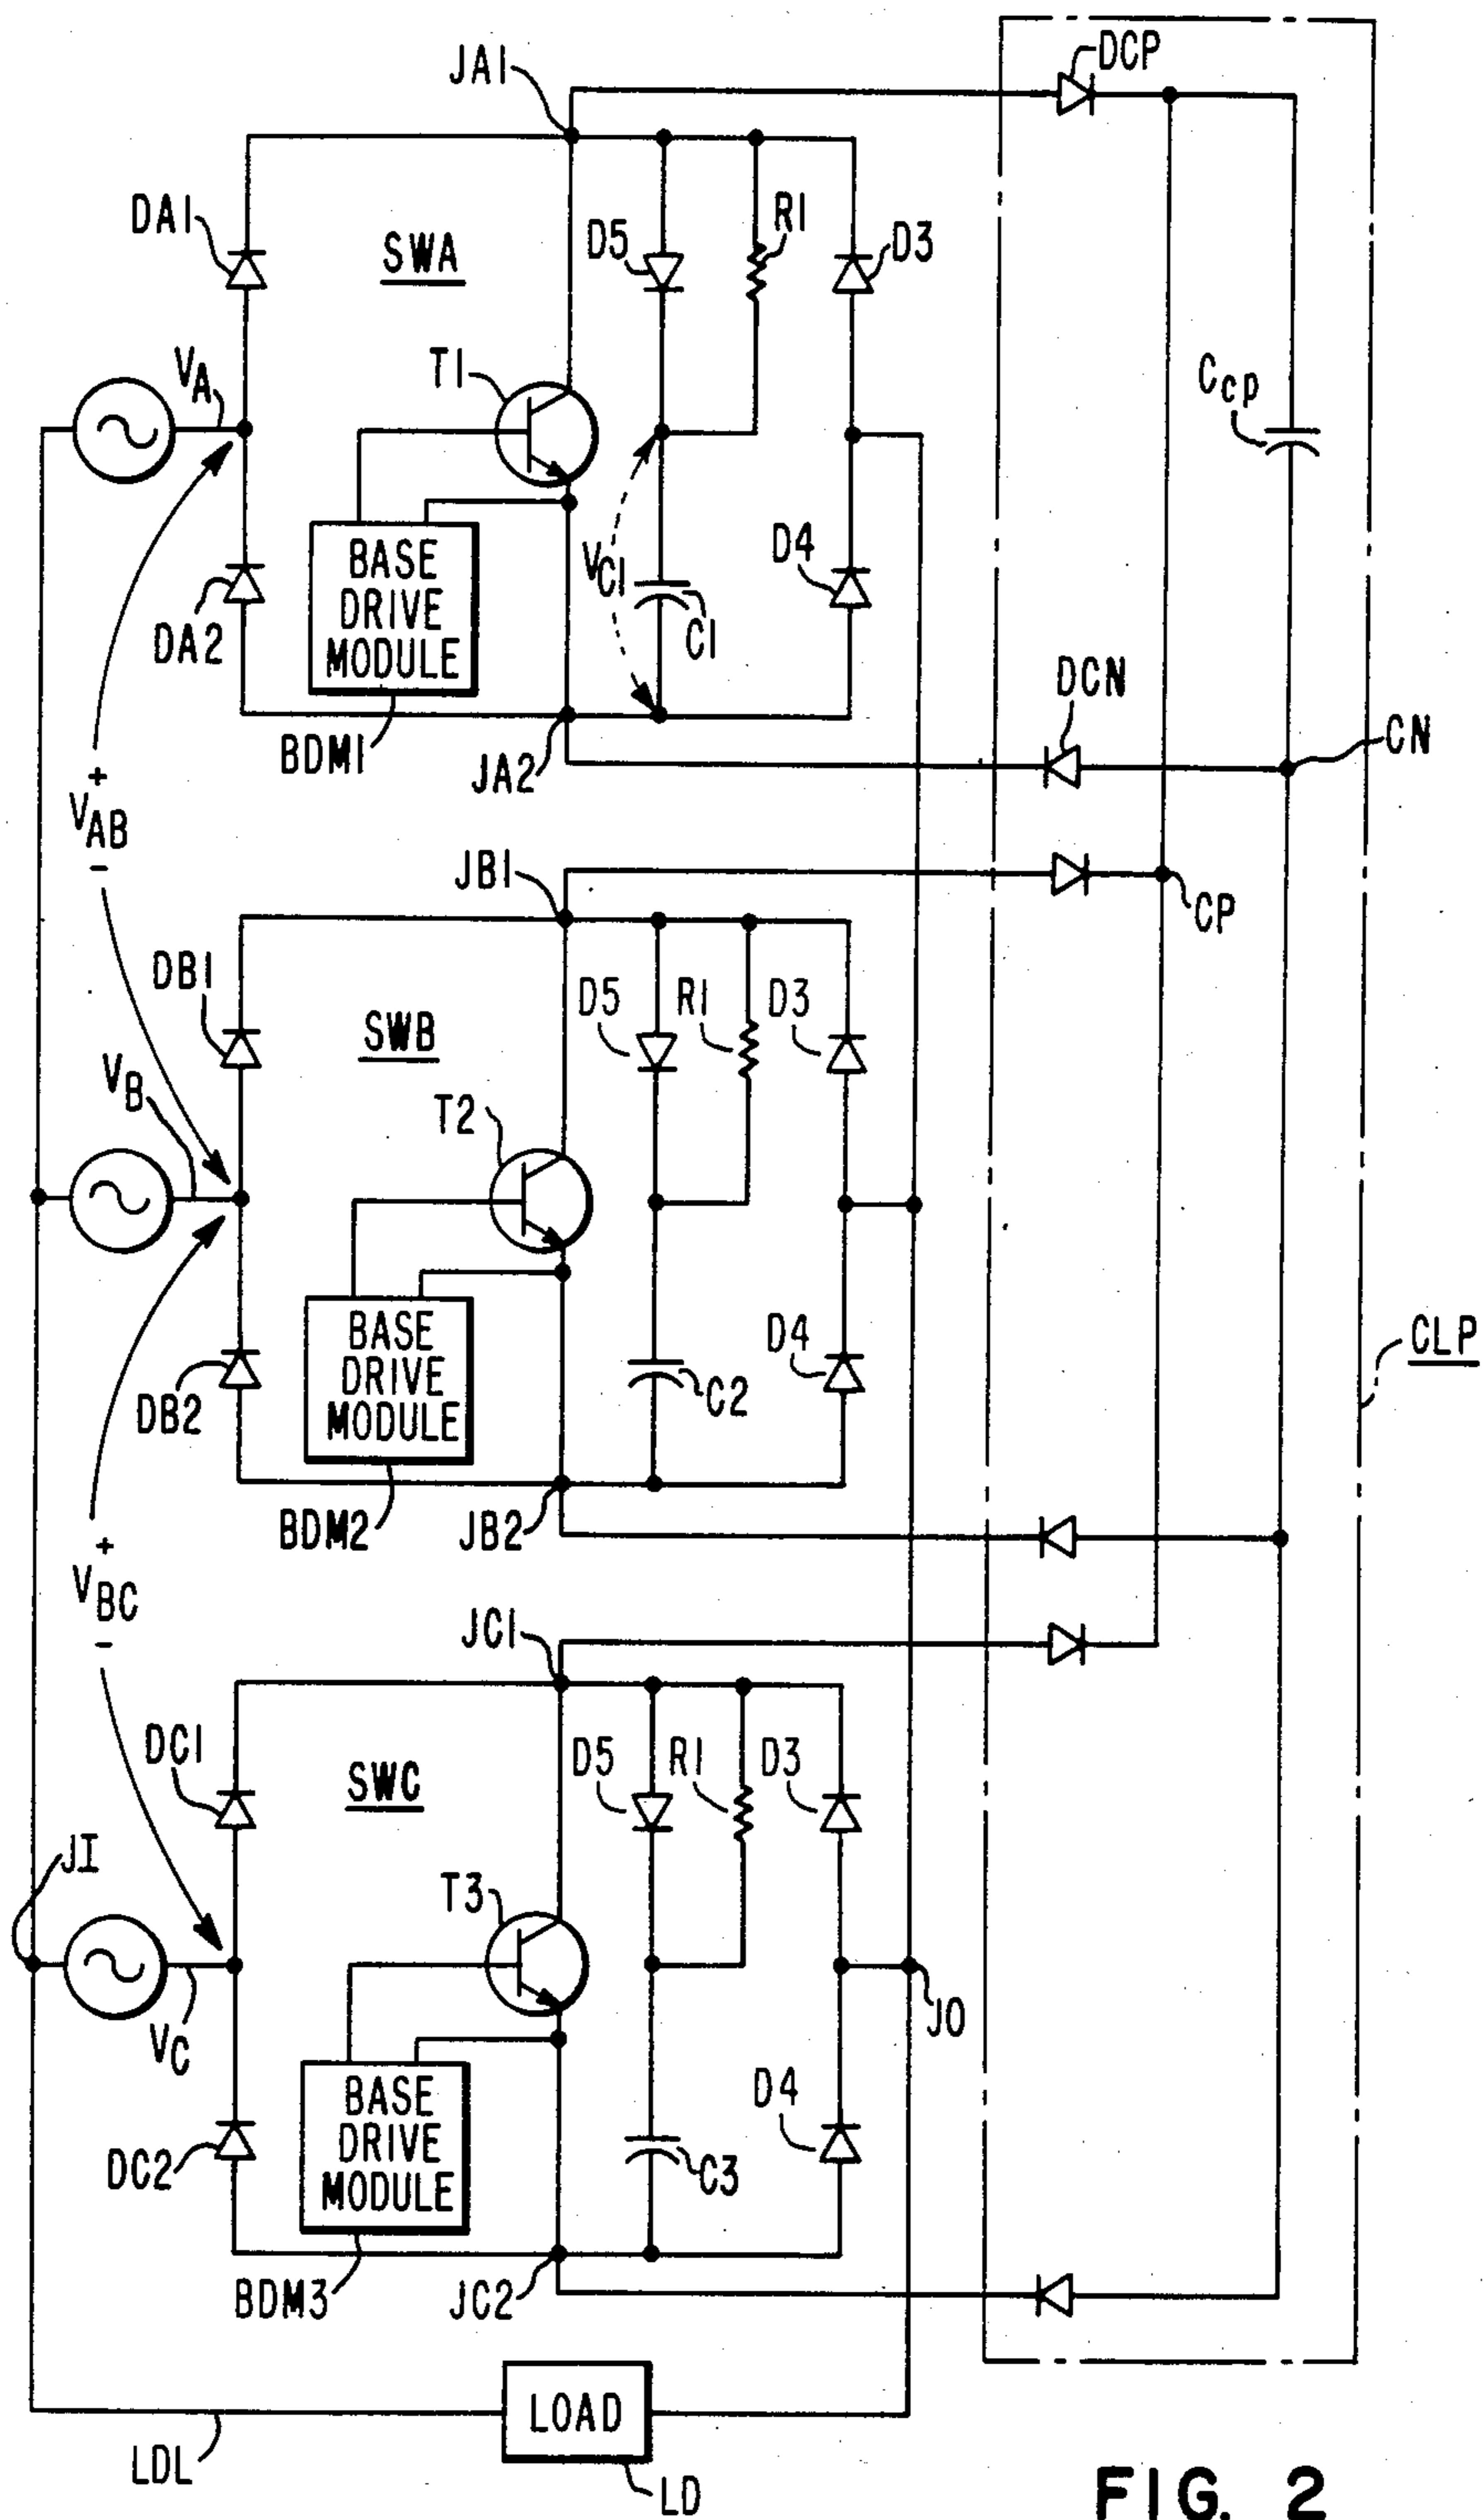 JA1
DCP
DA1
SWA
D5
R1
D3
VA
T1
CCP
BASE
DRIVE
MODULE
VC1
C1
D4
DA2
BDM1
JA2
DCN
CN
+
VAB
-
JB1
CP
DB1
SWB
D5
R1
D3
VB
T2
BASE
DRIVE
MODULE
C2
D4
CLP
DB2
BDM2
JB2
+
VBC
-
JC1
DC1
SWC
D5
R1
D3
JI
T3
VC
JO
BASE
DRIVE
MODULE
C3
D4
DC2
BDM3
JC2
LOAD
LDL
LD
FIG. 2